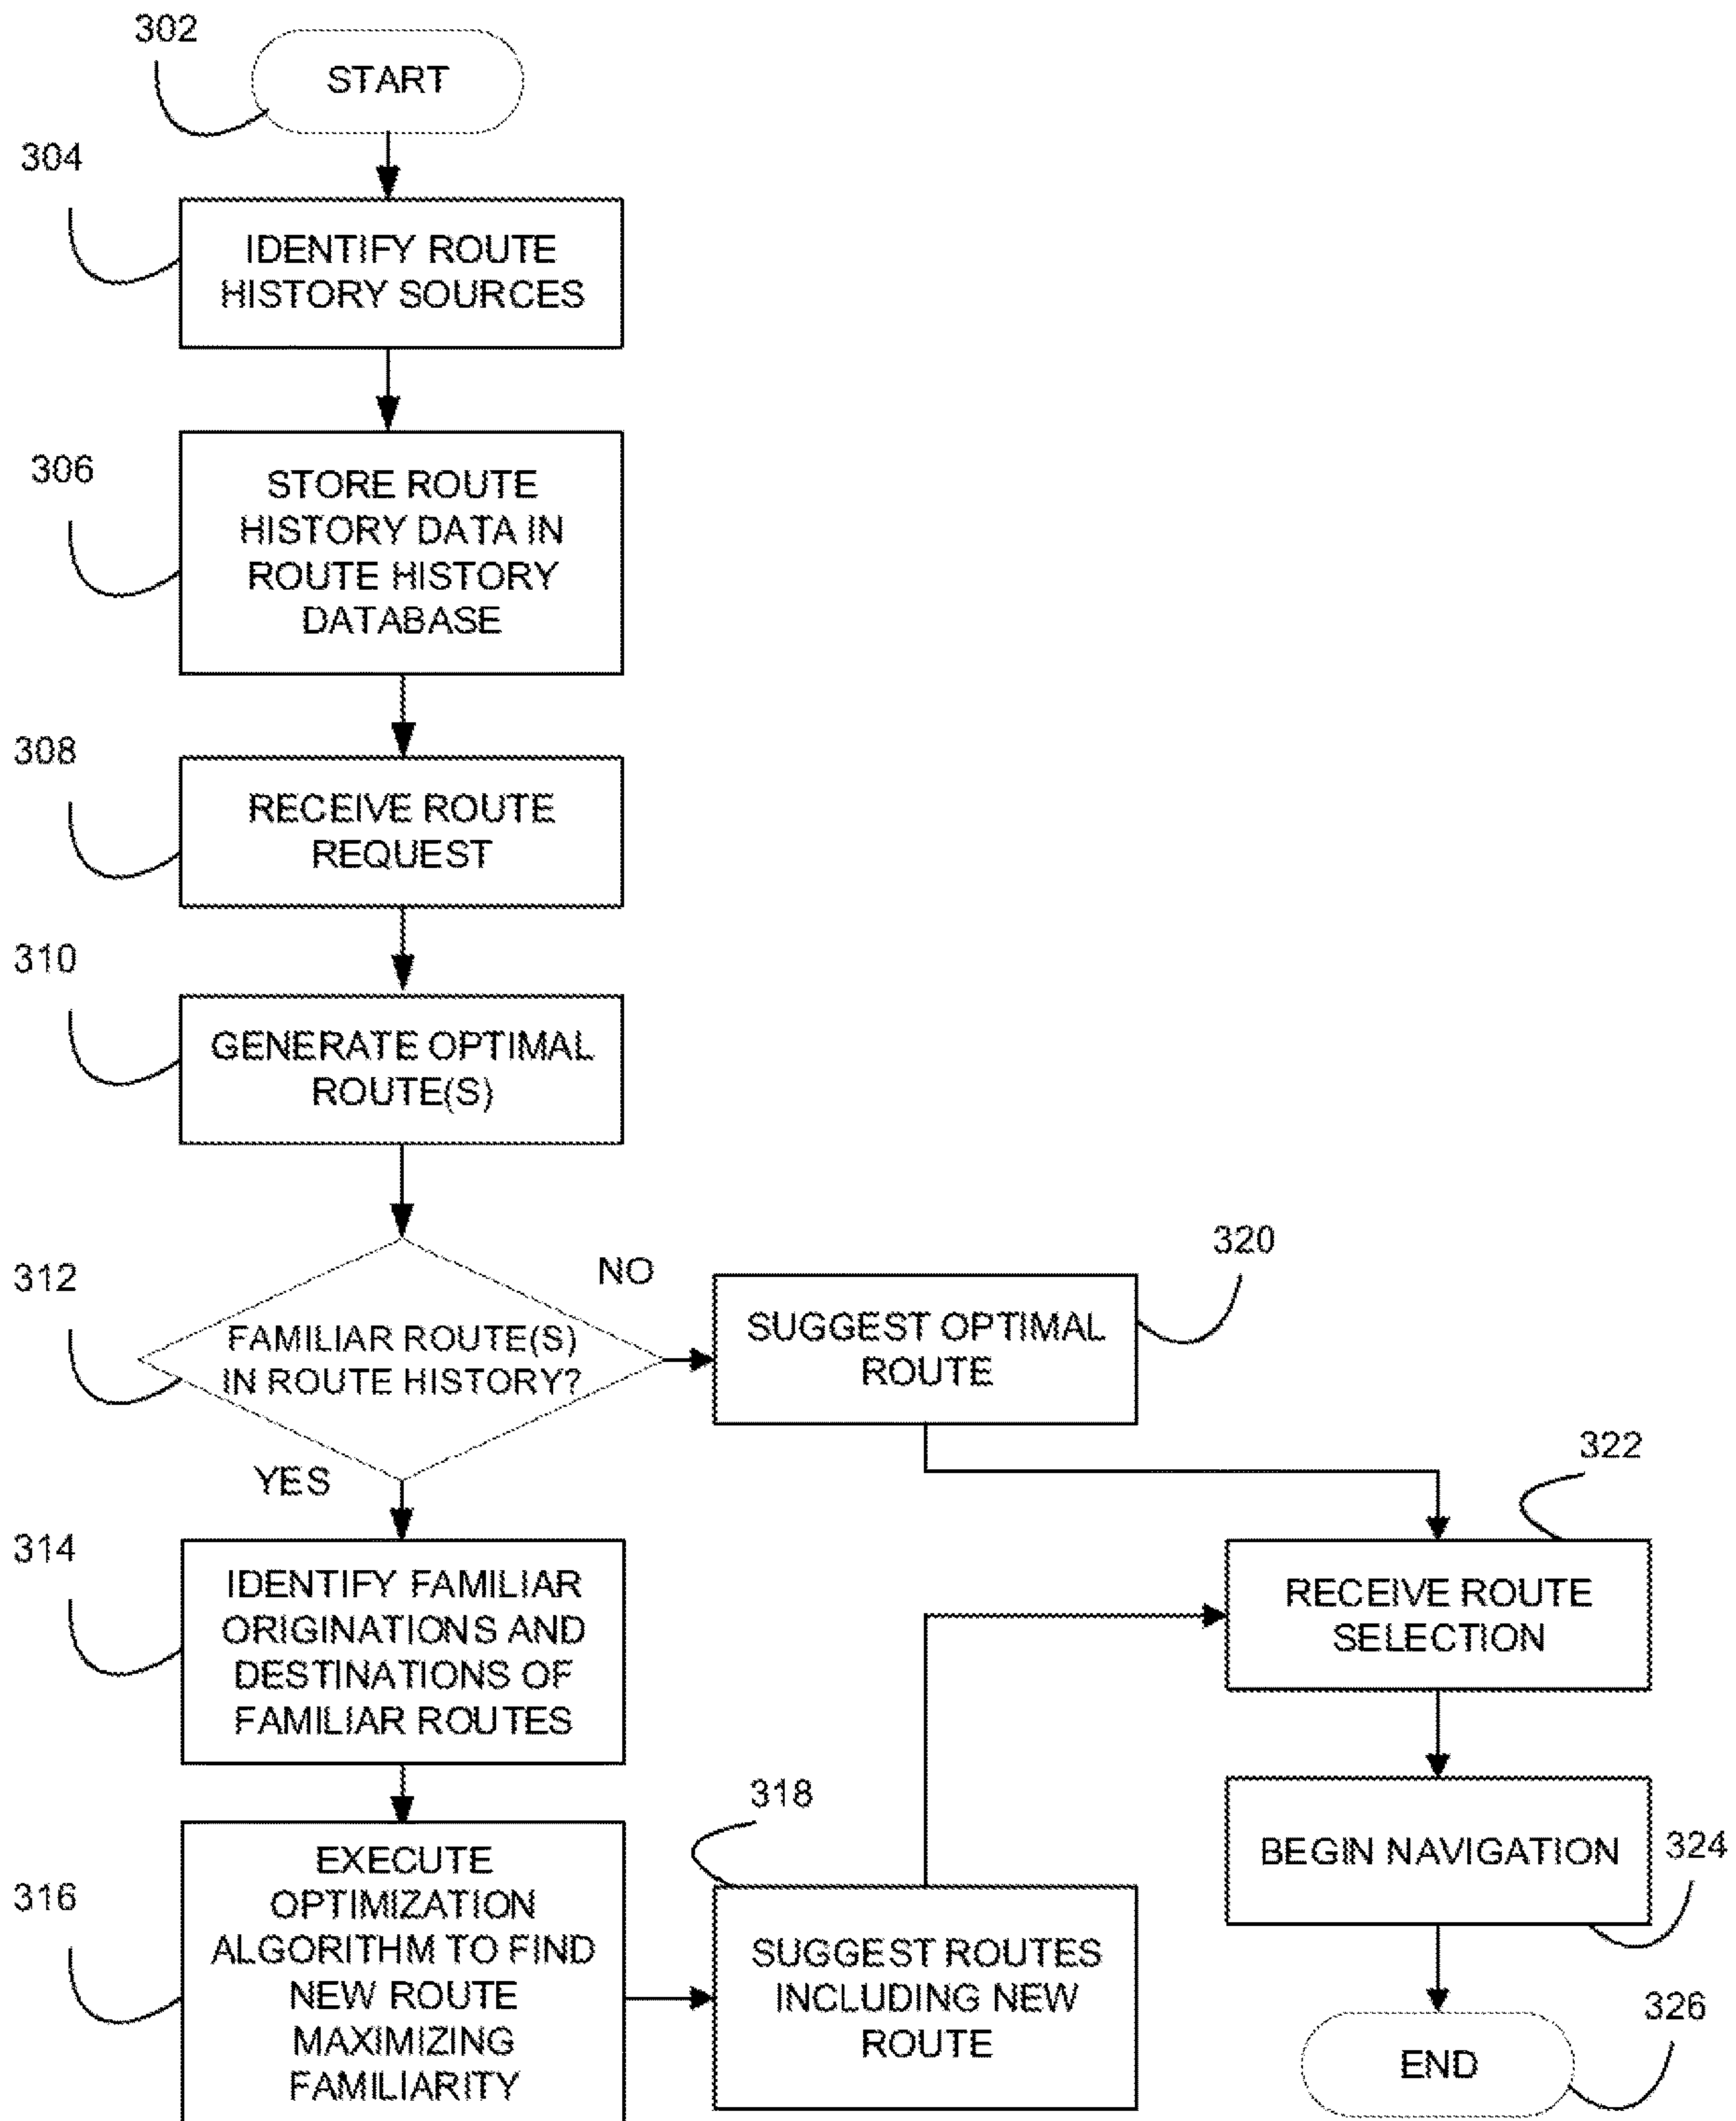 302
START
304
IDENTIFY ROUTE
HISTORY SOURCES
306
STORE ROUTE
HISTORY DATA IN
ROUTE HISTORY
DATABASE
308
RECEIVE ROUTE
REQUEST
310
GENERATE OPTIMAL
ROUTE(S)
312
FAMILIAR ROUTE(S)
IN ROUTE HISTORY?
NO
320
SUGGEST OPTIMAL
ROUTE
YES
314
IDENTIFY FAMILIAR
ORIGINATIONS AND
DESTINATIONS OF
FAMILIAR ROUTES
316
EXECUTE
OPTIMIZATION
ALGORITHM TO FIND
NEW ROUTE
MAXIMIZING
FAMILIARITY
318
SUGGEST ROUTES
INCLUDING NEW
ROUTE
322
RECEIVE ROUTE
SELECTION
BEGIN NAVIGATION
324
END
326